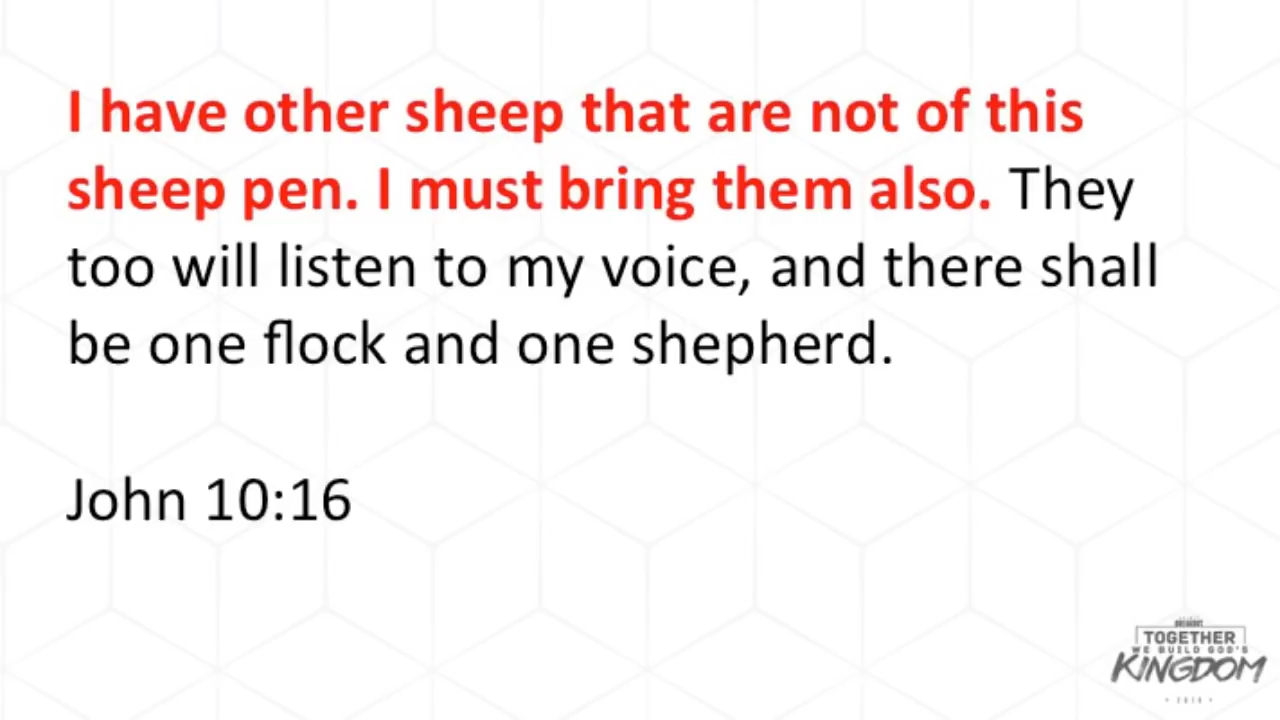 I have other sheep that are not of this
sheep pen. I must bring them also. They
too will listen to my voice, and there shall
be one flock and one shepherd.
John 10:16
TOGETHER
WE BUILD GOD'S
KINGDOM